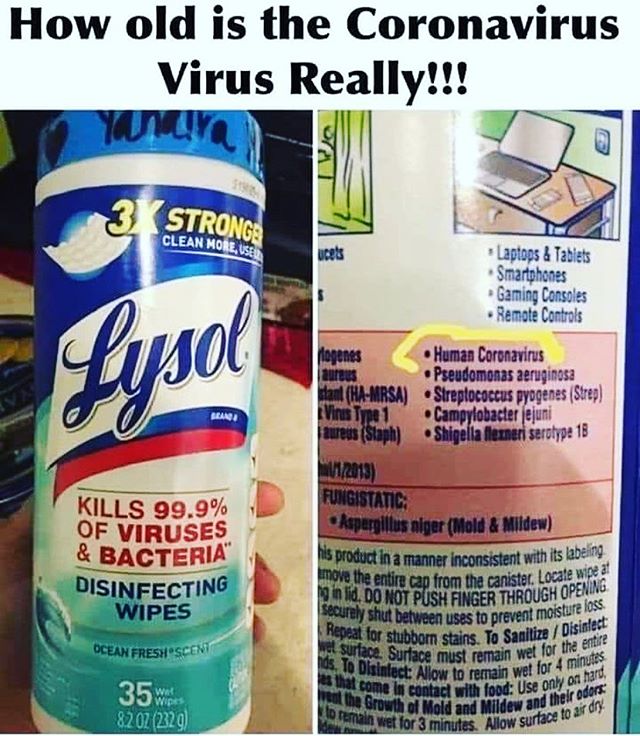 How old is the Coronavirus
Virus Really!!!
Yandiva
3X STRONGE
CLEAN MORE, USE
Lysol
BRAND II
KILLS 99.9%
OF VIRUSES
& BACTERIA
DISINFECTING
WIPES
OCEAN FRESH SCENT
35 Wet Wipes
8.2 OZ (232 g)
ucets
s
• Laptops & Tablets
• Smartphones
• Gaming Consoles
• Remote Controls
logenes
aureus
dant (HA-MRSA)
Virus Type 1
aureus (Staph)
• Human Coronavirus
• Pseudomonas aeruginosa
• Streptococcus pyogenes (Strep)
• Campylobacter jejuni
• Shigella flexneri serotype 1B
/1/2013)
FUNGISTATIC:
• Aspergillus niger (Mold & Mildew)
his product in a manner inconsistent with its labeling.
move the entire cap from the canister. Locate wipe at
g in lid. DO NOT PUSH FINGER THROUGH OPENING.
securely shut between uses to prevent moisture loss.
Repeat for stubborn stains. To Sanitize / Disinfect:
wet surface. Surface must remain wet for the entire
ds. To Disinfect: Allow to remain wet for 4 minutes.
es that come in contact with food: Use only on hard,
vent the Growth of Mold and Mildew and their odors:
to remain wet for 3 minutes. Allow surface to air dry.